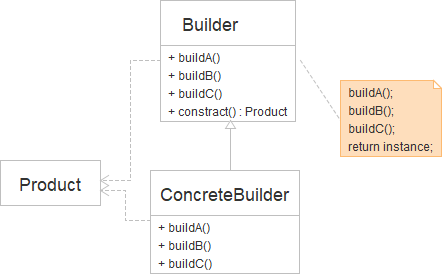 Builder
+ buildA()
+ buildB()
+ buildC()
+ constract() : Product
buildA();
buildB();
buildC();
return instance;
Product
ConcreteBuilder
+ buildA()
+ buildB()
+ buildC()